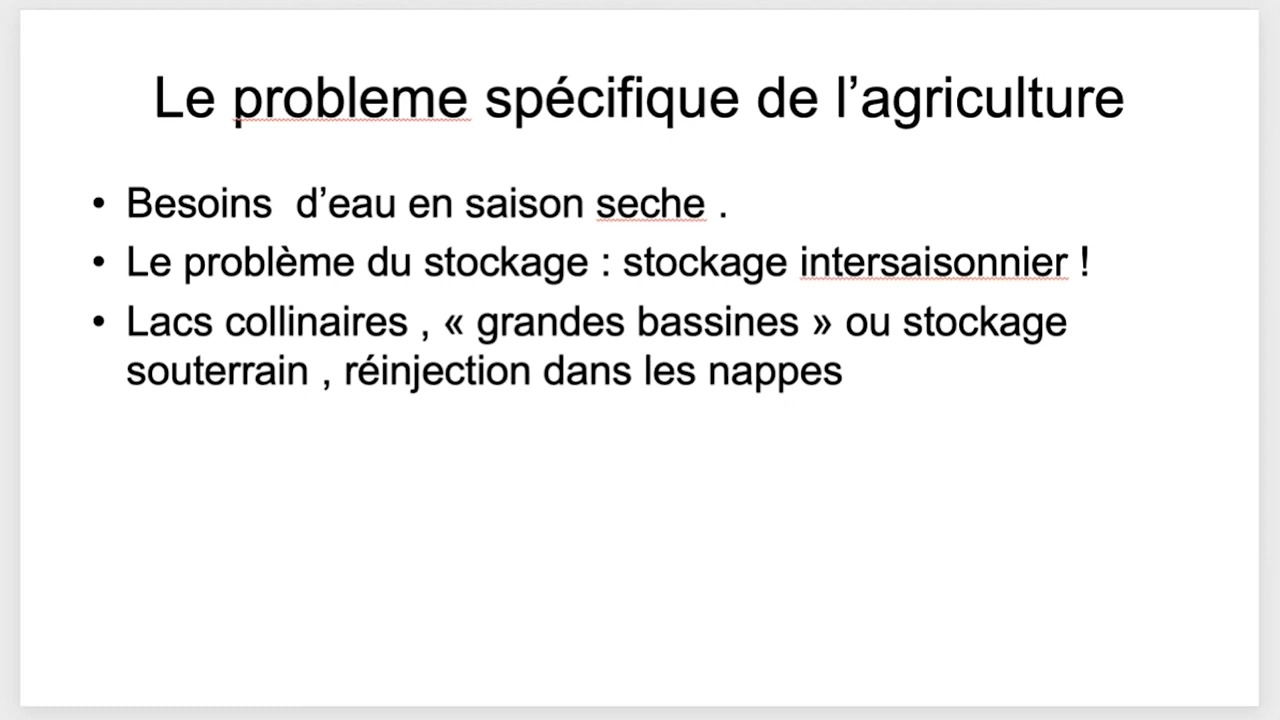 Le probleme spécifique de l’agriculture
• Besoins  d’eau en saison seche .
• Le problème du stockage : stockage intersaisonnier !
• Lacs collinaires , « grandes bassines » ou stockage
souterrain , réinjection dans les nappes